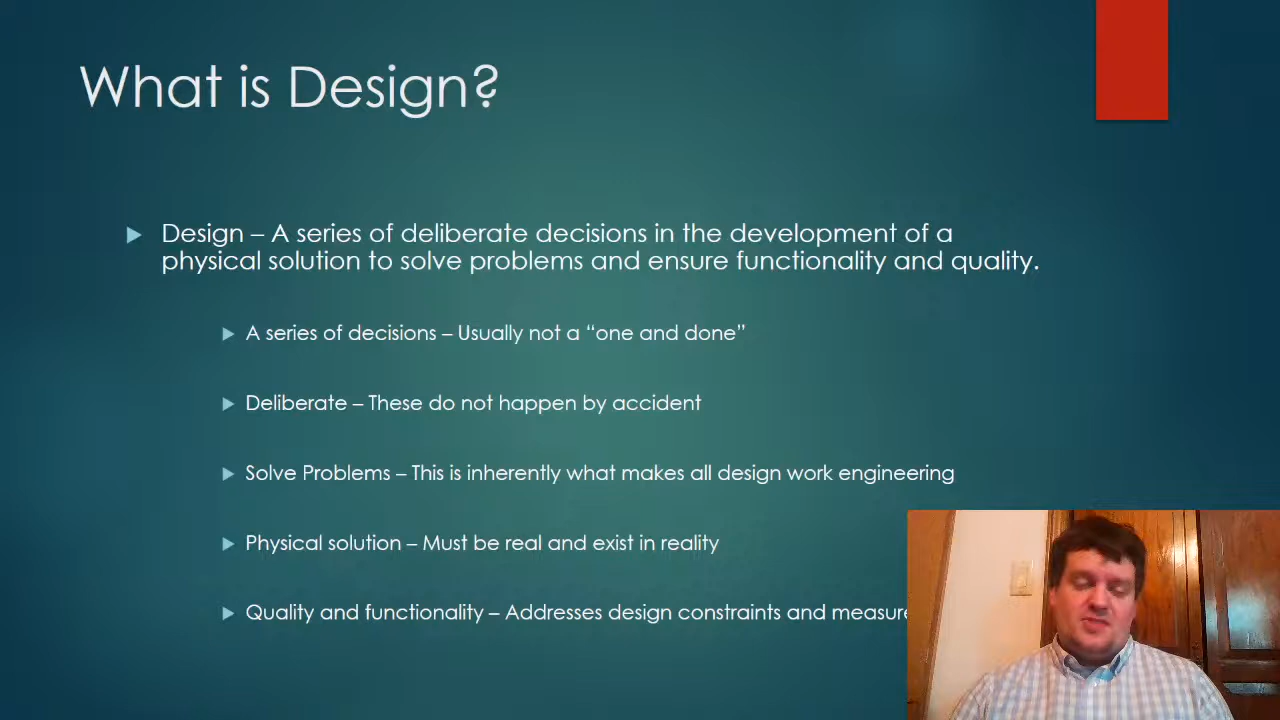 What is Design?
Design – A series of deliberate decisions in the development of a
physical solution to solve problems and ensure functionality and quality.
A series of decisions – Usually not a “one and done”
Deliberate – These do not happen by accident
Solve Problems – This is inherently what makes all design work engineering
Physical solution – Must be real and exist in reality
Quality and functionality – Addresses design constraints and